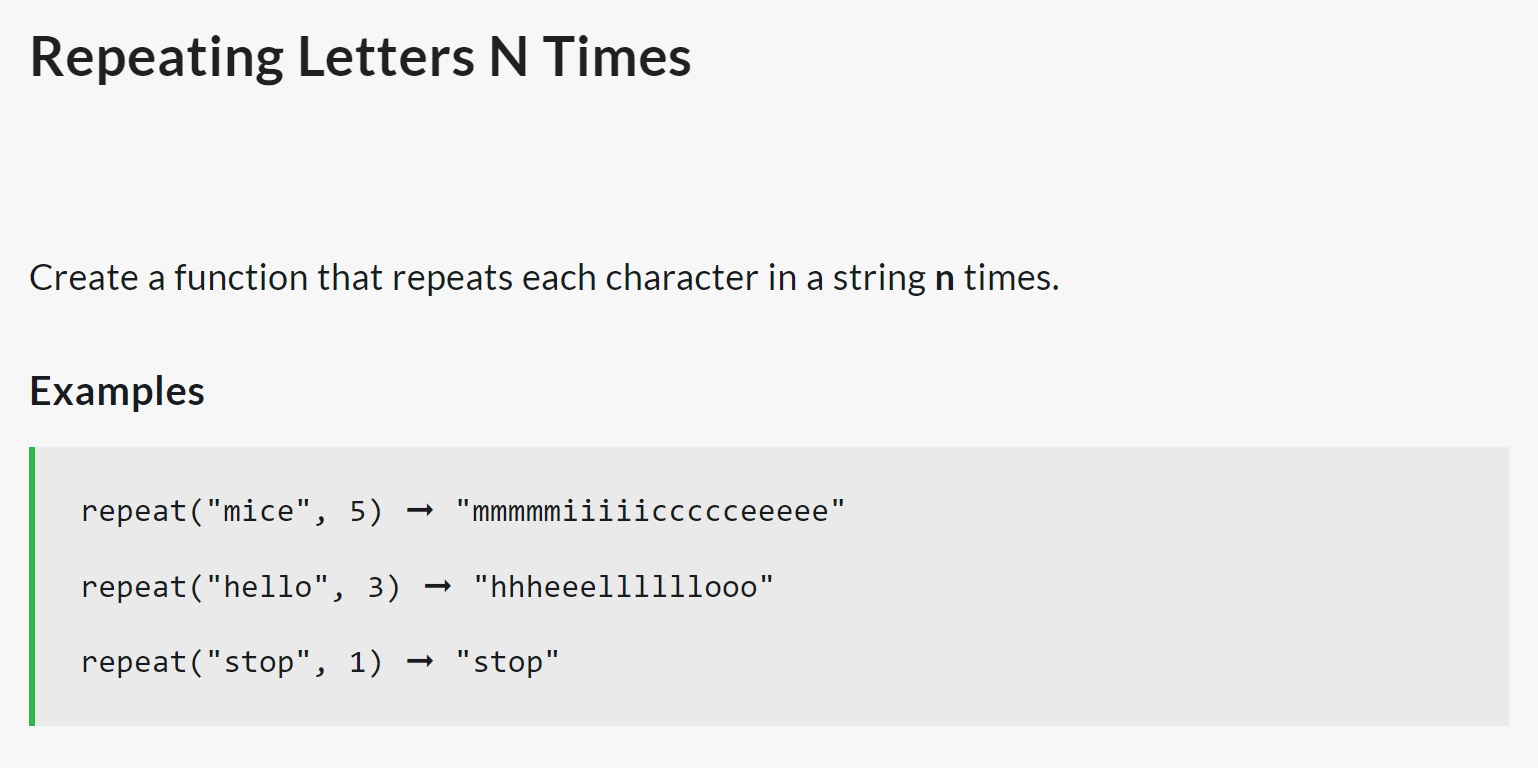 Repeating Letters N Times
Create a function that repeats each character in a string n times.
Examples
repeat("mice", 5) ➞ "mmmmmiiiiiccccceeeee"
repeat("hello", 3) ➞ "hhheeellllllooo"
repeat("stop", 1) ➞ "stop"